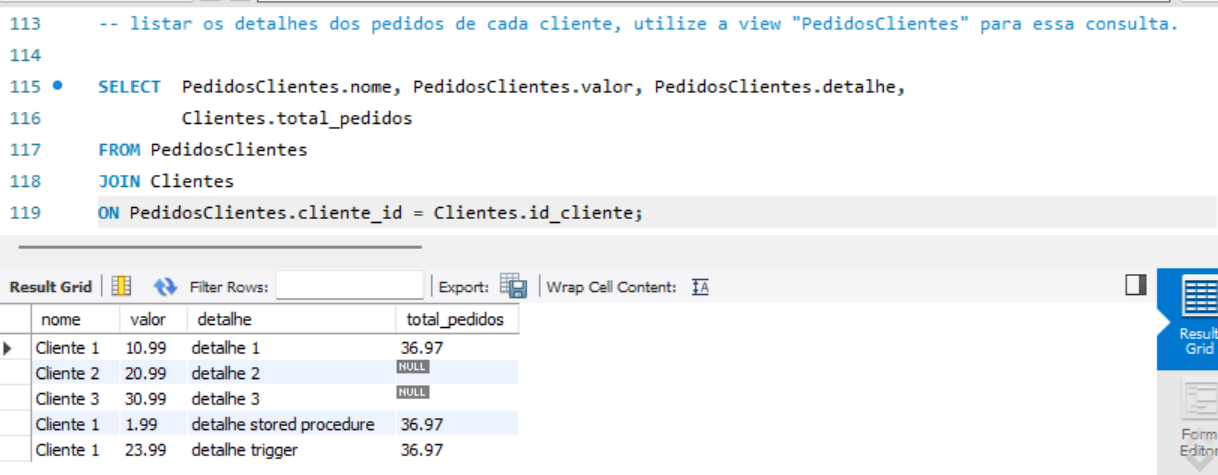 113 -- listar os detalhes dos pedidos de cada cliente, utilize a view "PedidosClientes" para essa consulta.
114
115 SELECT PedidosClientes.nome, PedidosClientes.valor, PedidosClientes.detalhe,
116 Clientes.total_pedidos
117 FROM PedidosClientes
118 JOIN Clientes
119 ON PedidosClientes.cliente_id = Clientes.id_cliente;
Result Grid Filter Rows: Export: Wrap Cell Content: IA
nome valor detalhe total_pedidos
Cliente 1 10.99 detalhe 1 36.97
Cliente 2 20.99 detalhe 2 NULL
Cliente 3 30.99 detalhe 3 NULL
Cliente 1 1.99 detalhe stored procedure 36.97
Cliente 1 23.99 detalhe trigger 36.97
Result
Grid
Form
Editor